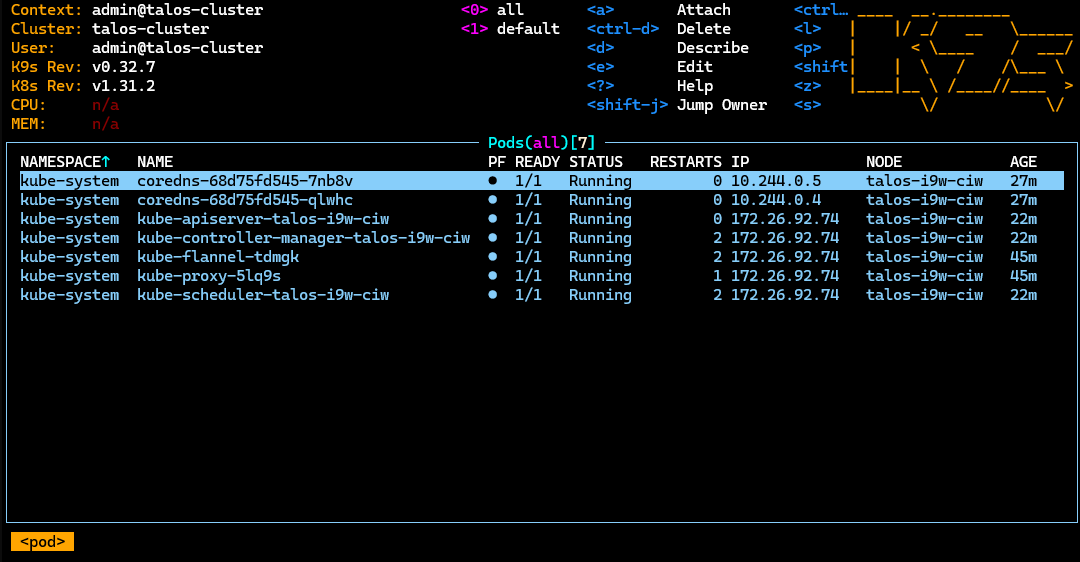 Context: admin@talos-cluster <0> all <a> Attach <ctrl…
Cluster: talos-cluster <1> default <ctrl-d> Delete <l>
User: admin@talos-cluster <d> Describe <p>
K9s Rev: v0.32.7 <e> Edit <shift
K8s Rev: v1.31.2 <?> Help <z>
CPU: n/a <shift-j> Jump Owner <s>
MEM: n/a
Pods(all)[7]
NAMESPACE↑ NAME PF READY STATUS RESTARTS IP NODE AGE
kube-system coredns-68d75fd545-7nb8v ● 1/1 Running 0 10.244.0.5 talos-i9w-ciw 27m
kube-system coredns-68d75fd545-qlwhc ● 1/1 Running 0 10.244.0.4 talos-i9w-ciw 27m
kube-system kube-apiserver-talos-i9w-ciw ● 1/1 Running 0 172.26.92.74 talos-i9w-ciw 22m
kube-system kube-controller-manager-talos-i9w-ciw ● 1/1 Running 2 172.26.92.74 talos-i9w-ciw 22m
kube-system kube-flannel-tdmgk ● 1/1 Running 2 172.26.92.74 talos-i9w-ciw 45m
kube-system kube-proxy-5lq9s ● 1/1 Running 1 172.26.92.74 talos-i9w-ciw 45m
kube-system kube-scheduler-talos-i9w-ciw ● 1/1 Running 2 172.26.92.74 talos-i9w-ciw 22m
<pod>